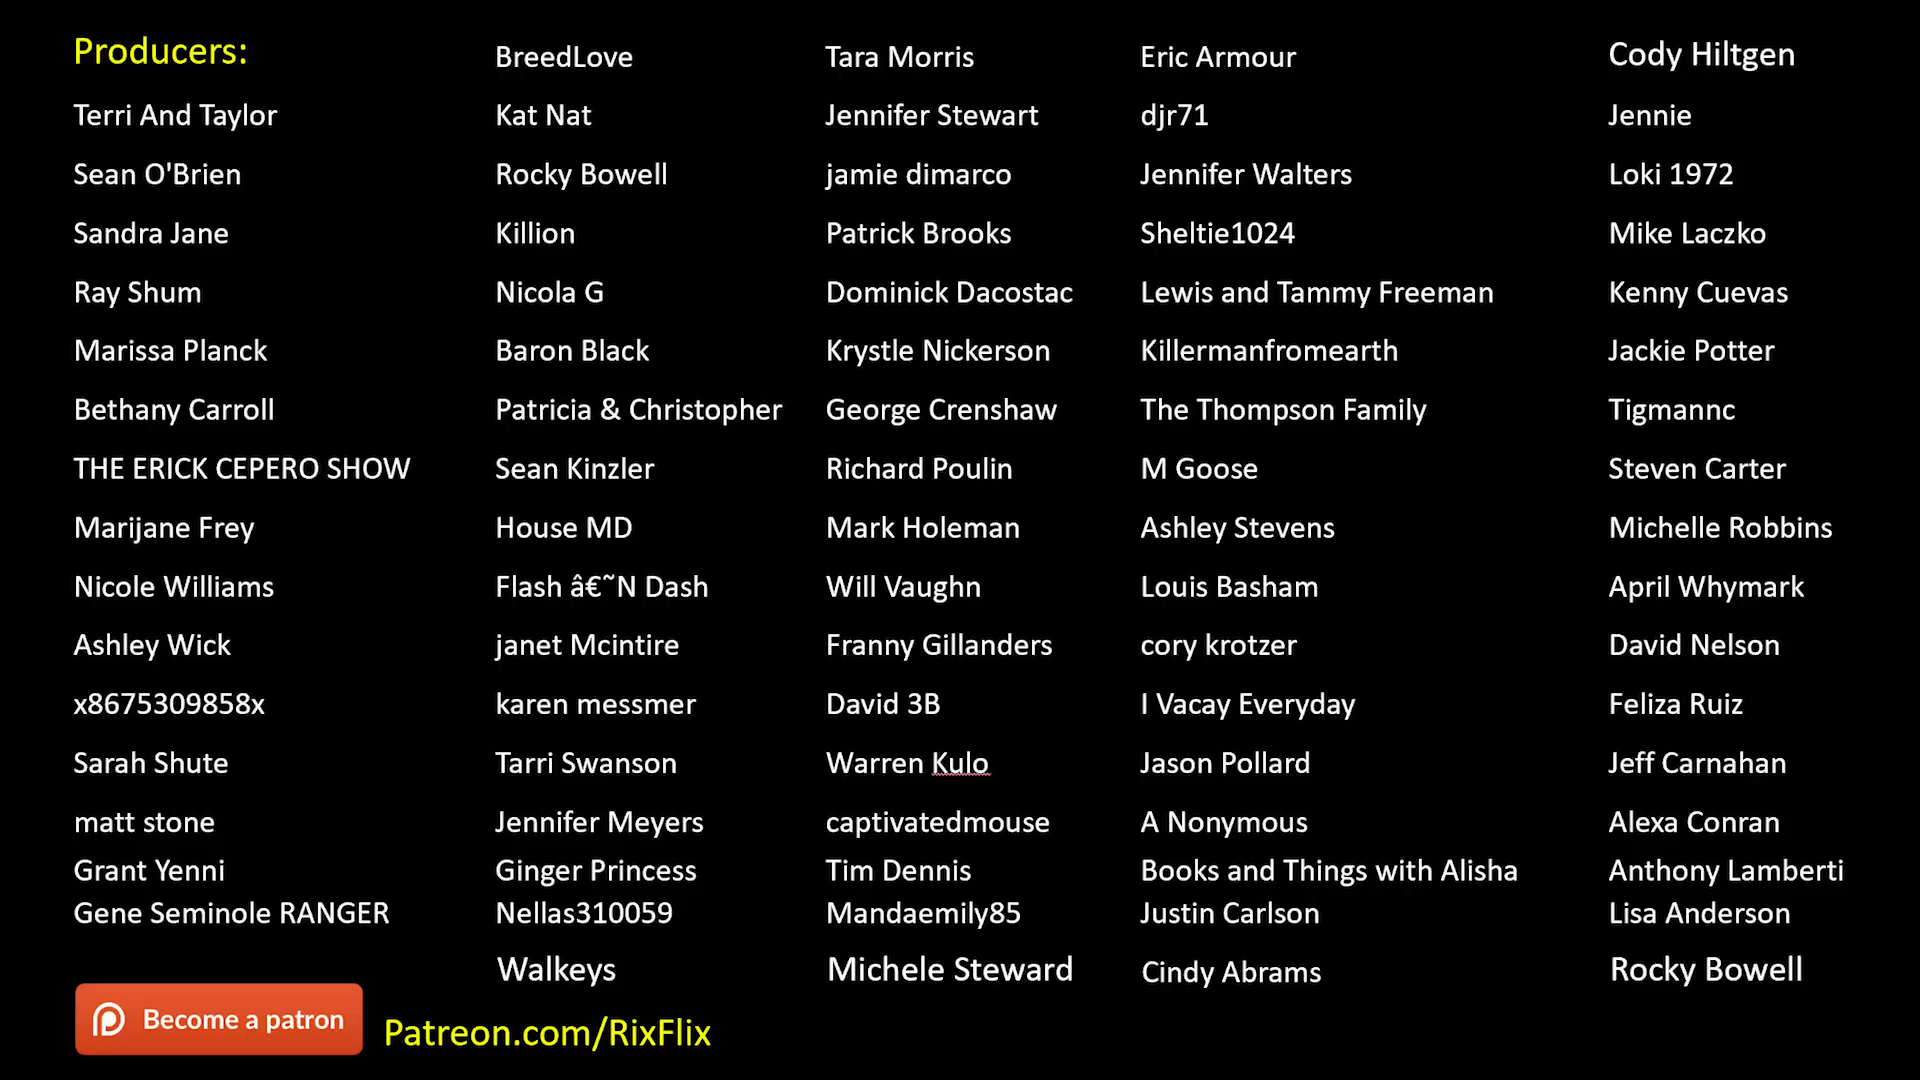 Producers:
Terri And Taylor
Sean O'Brien
Sandra Jane
Ray Shum
Marissa Planck
Bethany Carroll
THE ERICK CEPERO SHOW
Marijane Frey
Nicole Williams
Ashley Wick
x8675309858x
Sarah Shute
matt stone
Grant Yenni
Gene Seminole RANGER
BreedLove
Kat Nat
Rocky Bowell
Killion
Nicola G
Baron Black
Patricia & Christopher
Sean Kinzler
House MD
Flash â€˜N Dash
janet Mcintire
karen messmer
Tarri Swanson
Jennifer Meyers
Ginger Princess
Nellas310059
Walkeys
Tara Morris
Jennifer Stewart
jamie dimarco
Patrick Brooks
Dominick Dacostac
Krystle Nickerson
George Crenshaw
Richard Poulin
Mark Holeman
Will Vaughn
Franny Gillanders
David 3B
Warren Kulo
captivatedmouse
Tim Dennis
Mandaemily85
Michele Steward
Eric Armour
djr71
Jennifer Walters
Sheltie1024
Lewis and Tammy Freeman
Killermanfromearth
The Thompson Family
M Goose
Ashley Stevens
Louis Basham
cory krotzer
I Vacay Everyday
Jason Pollard
A Nonymous
Books and Things with Alisha
Justin Carlson
Cindy Abrams
Cody Hiltgen
Jennie
Loki 1972
Mike Laczko
Kenny Cuevas
Jackie Potter
Tigmannc
Steven Carter
Michelle Robbins
April Whymark
David Nelson
Feliza Ruiz
Jeff Carnahan
Alexa Conran
Anthony Lamberti
Lisa Anderson
Rocky Bowell
Become a patron
Patreon.com/RixFlix